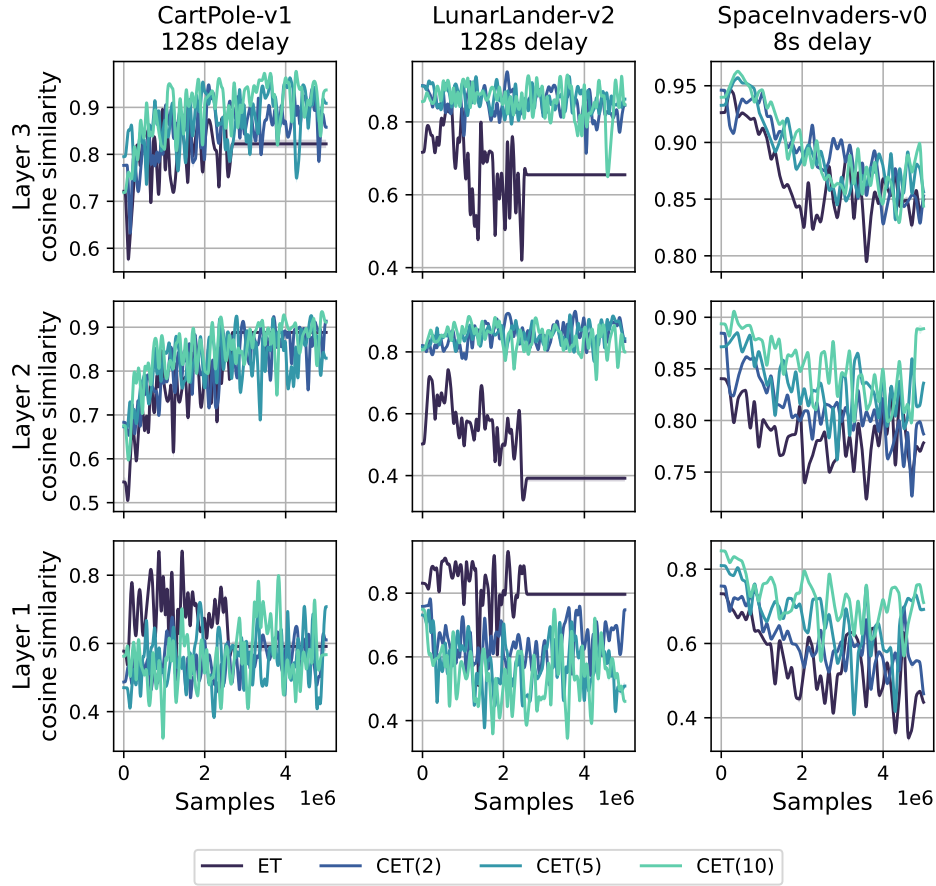 CartPole-v1
128s delay
LunarLander-v2
128s delay
SpaceInvaders-v0
8s delay
Layer 3
cosine similarity
0.9
0.8
0.7
0.6
0.8
0.6
0.4
0.95
0.90
0.85
0.80
Layer 2
cosine similarity
0.9
0.8
0.7
0.6
0.5
0.8
0.6
0.4
0.90
0.85
0.80
0.75
Layer 1
cosine similarity
0.8
0.6
0.4
0.8
0.6
0.4
0.8
0.6
0.4
0 2 4
1e6
Samples
0 2 4
1e6
Samples
0 2 4
1e6
Samples
ET CET(2) CET(5) CET(10)